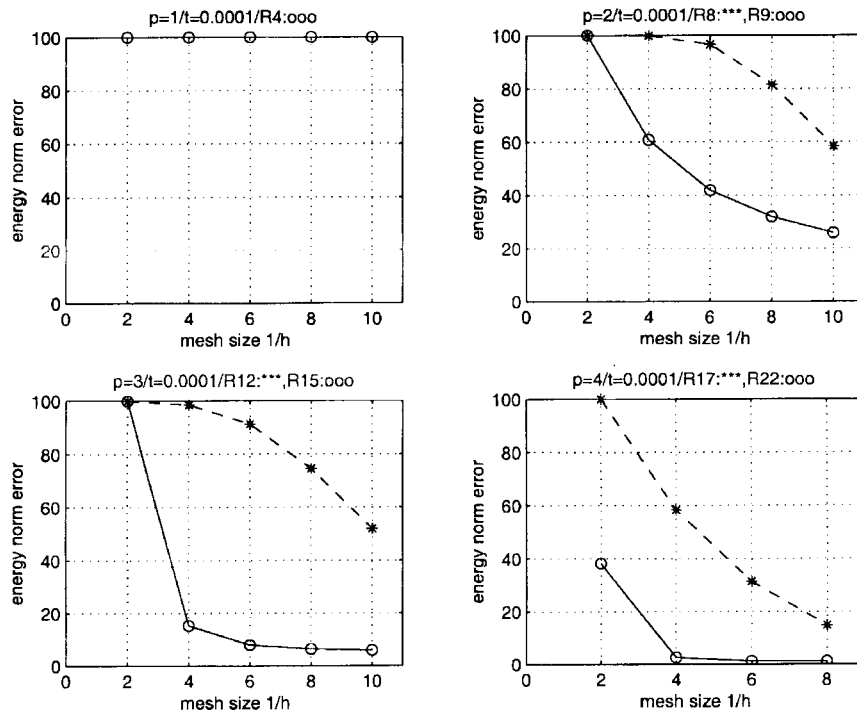 p=1/t=0.0001/R4:ooo
100
80
60
40
20
0
energy norm error
0 2 4 6 8 10
mesh size 1/h
p=2/t=0.0001/R8:***,R9:ooo
100
80
60
40
20
0
energy norm error
0 2 4 6 8 10
mesh size 1/h
p=3/t=0.0001/R12:***,R15:ooo
100
80
60
40
20
0
energy norm error
0 2 4 6 8 10
mesh size 1/h
p=4/t=0.0001/R17:***,R22:ooo
100
80
60
40
20
0
energy norm error
0 2 4 6 8
mesh size 1/h